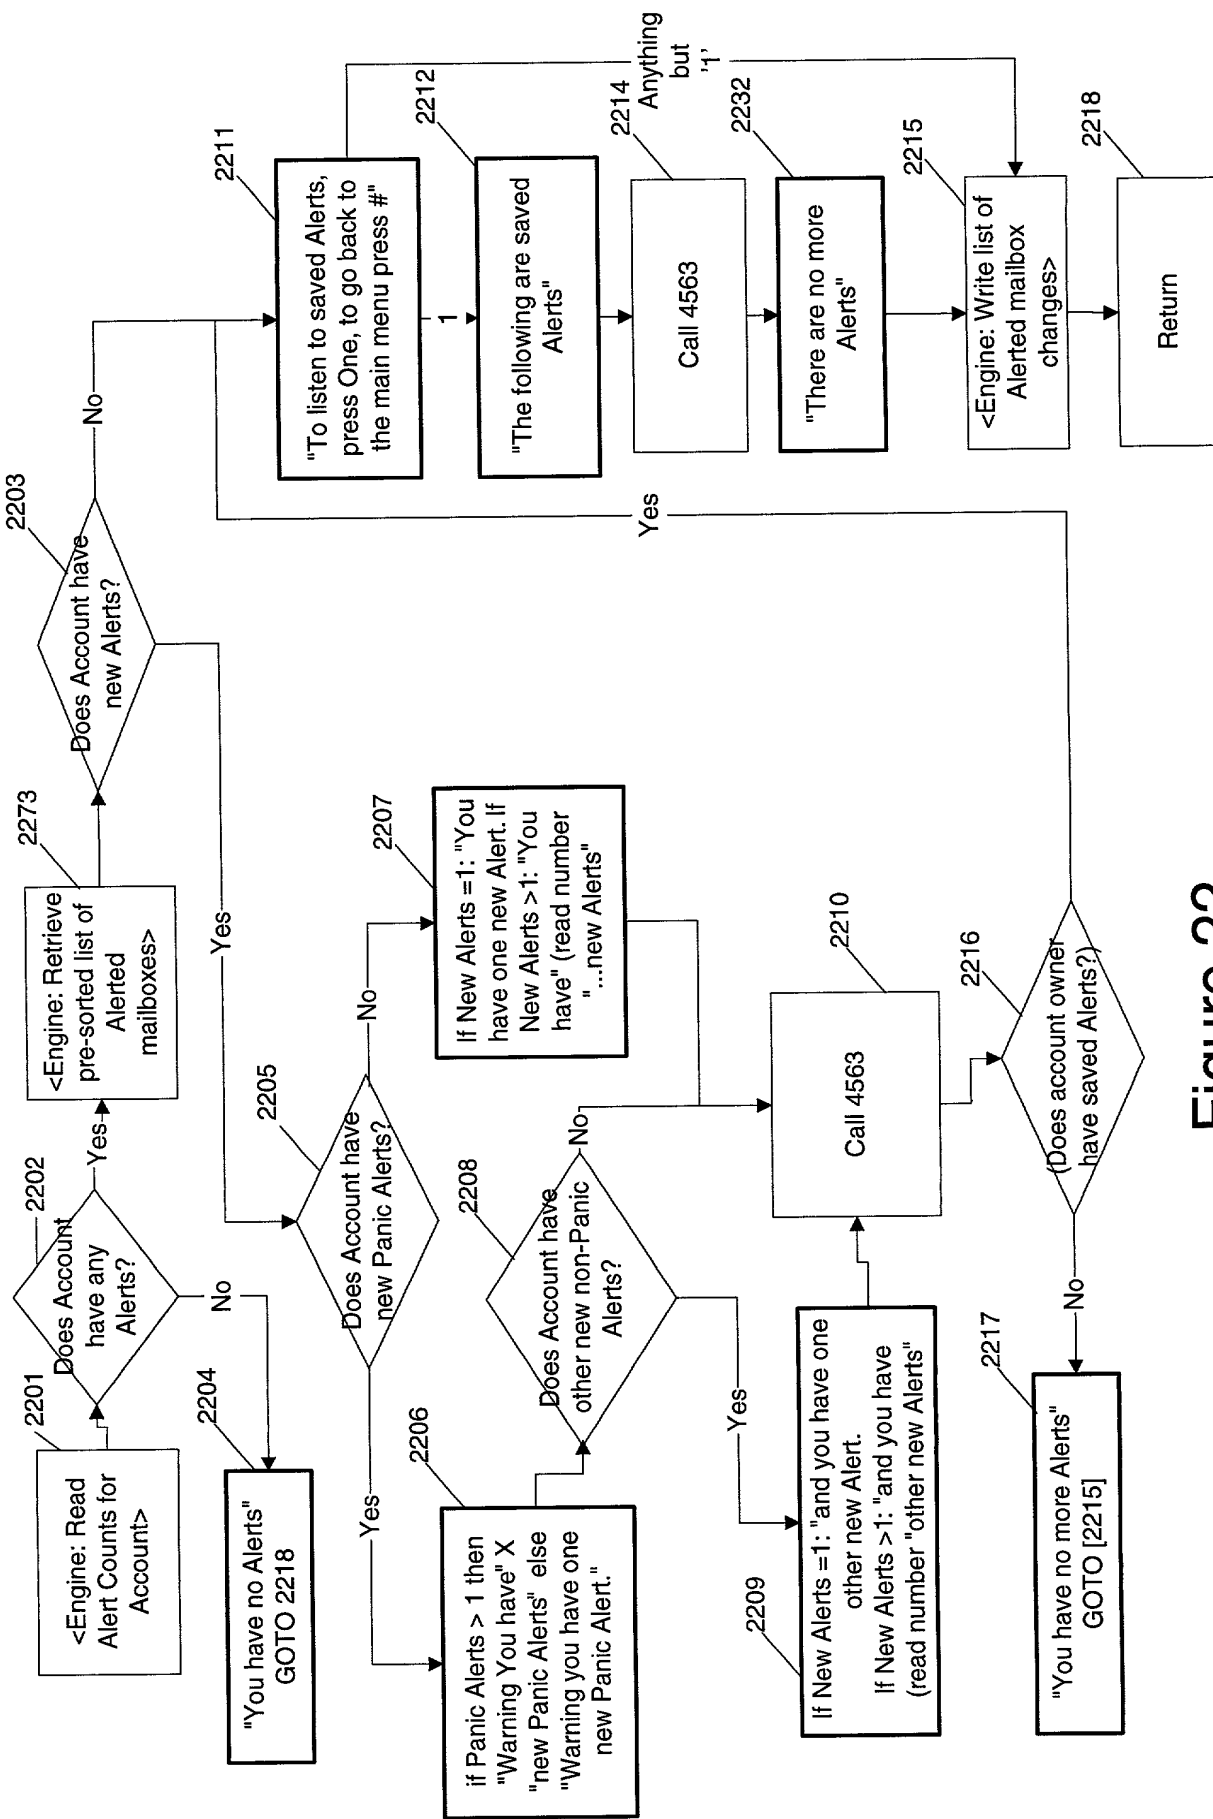 2201
<Engine: Read
Alert Counts for
Account>
2202
Does Account
have any
Alerts?
Yes
No
2204
"You have no Alerts"
GOTO 2218
2273
<Engine: Retrieve
pre-sorted list of
Alerted
mailboxes>
2203
Does Account have
new Alerts?
No
Yes
2205
Does Account have
new Panic Alerts?
No
Yes
2206
if Panic Alerts > 1 then
"Warning You have" X
"new Panic Alerts" else
"Warning you have one
new Panic Alert."
2207
If New Alerts =1: "You
have one new Alert. If
New Alerts >1: "You
have" (read number
"...new Alerts"
2208
Does Account have
other new non-Panic
Alerts?
No
Yes
2209
If New Alerts =1: "and you have one
other new Alert.
If New Alerts >1: "and you have
(read number "other new Alerts"
2210
Call 4563
2216
(Does account owner
have saved Alerts?)
No
Yes
2217
"You have no more Alerts"
GOTO [2215]
2211
"To listen to saved Alerts,
press One, to go back to
the main menu press #"
1
Anything
but
'1'
2212
"The following are saved
Alerts"
2214
Call 4563
2232
"There are no more
Alerts"
2215
<Engine: Write list of
Alerted mailbox
changes>
2218
Return
Figure 22